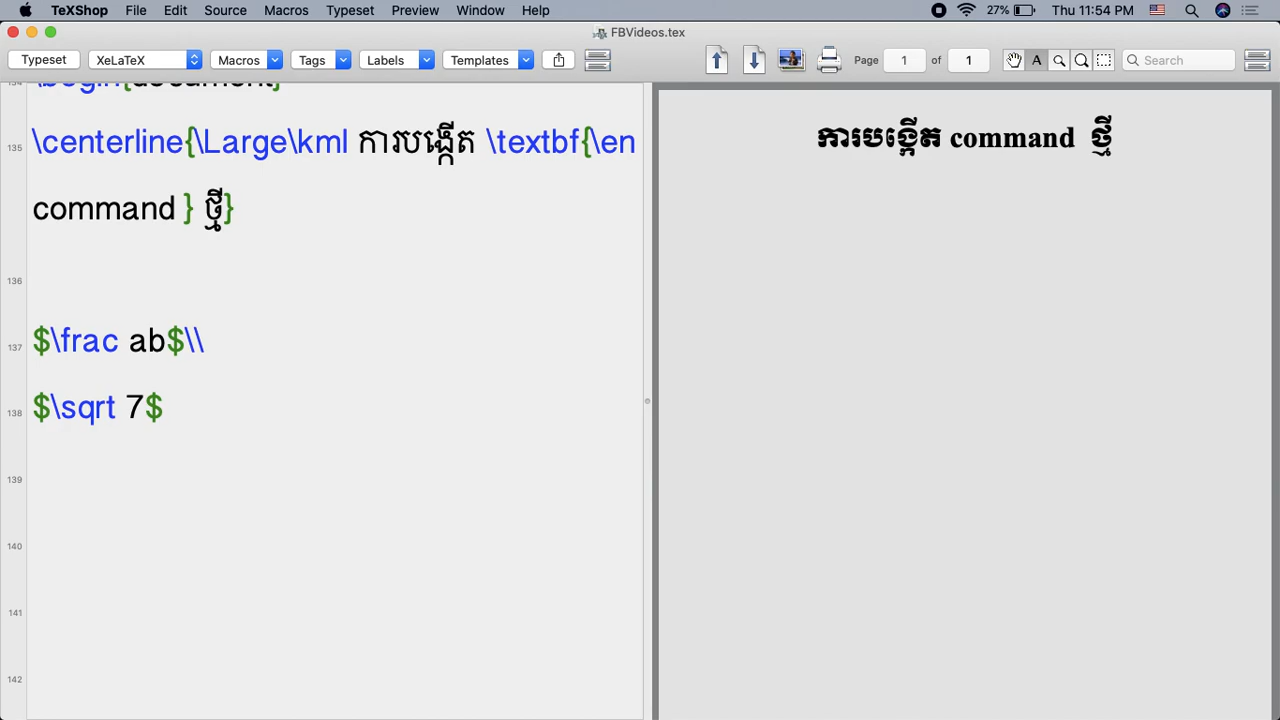 TeXShop File Edit Source Macros Typeset Preview Window Help 27% Thu 11:54 PM
FBVideos.tex
Typeset XeLaTeX Macros Tags Labels Templates Page 1 of 1 A Search
134 \begin{document}
135 \centerline{\Large\kml ការបង្កើត \textbf{\en
command } ថ្មី}
136
137 $\frac ab$\\
138 $\sqrt 7$
139
140
141
142
ការបង្កើត command ថ្មី